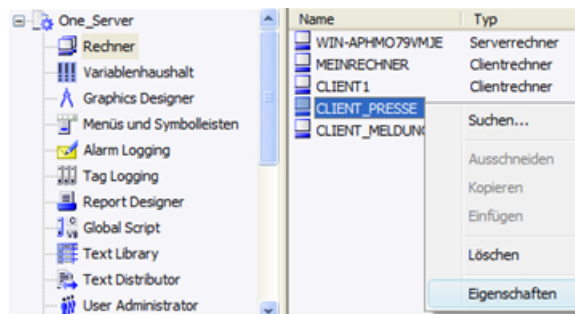 One_Server
Rechner
Variablenhaushalt
Graphics Designer
Menüs und Symbolleisten
Alarm Logging
Tag Logging
Report Designer
Global Script
Text Library
Text Distributor
User Administrator
Name Typ
WIN-APHMO79VMJE Serverrechner
MEINRECHNER Clientrechner
CLIENT1 Clientrechner
CLIENT_PRESSE
CLIENT_MELDUNG
Suchen...
Ausschneiden
Kopieren
Einfügen
Löschen
Eigenschaften